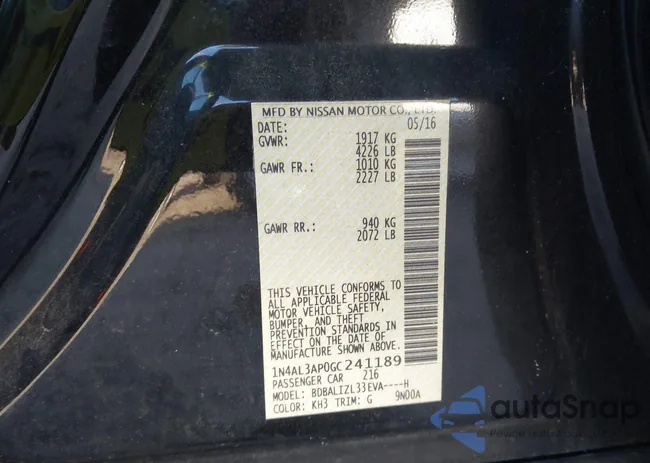 MFD BY NISSAN MOTOR CO., LTD.
DATE: 05/16
GVWR: 1917 KG
4226 LB
GAWR FR.: 1010 KG
2227 LB
GAWR RR.: 940 KG
2072 LB
THIS VEHICLE CONFORMS TO
ALL APPLICABLE FEDERAL
MOTOR VEHICLE SAFETY,
BUMPER, AND THEFT
PREVENTION STANDARDS IN
EFFECT ON THE DATE OF
MANUFACTURE SHOWN ABOVE.
1N4AL3AP0GC241189
PASSENGER CAR 216
MODEL: BDBALIZL33EVA----H
COLOR: KH3 TRIM: G 9N00A
autoSnap